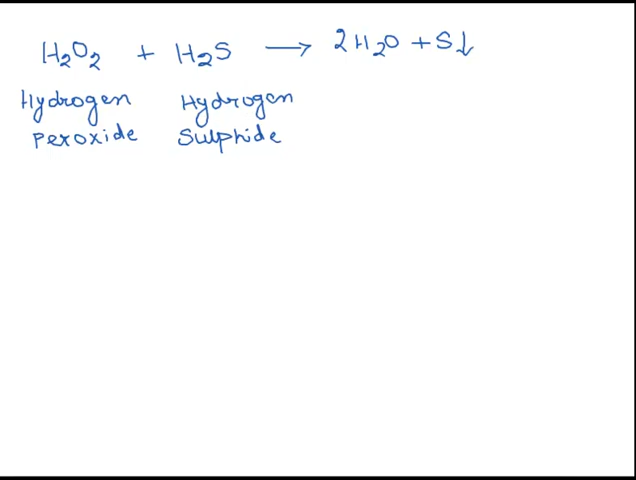 H₂O₂ + H₂S → 2H₂O + S↓
Hydrogen Hydrogen
Peroxide Sulphide